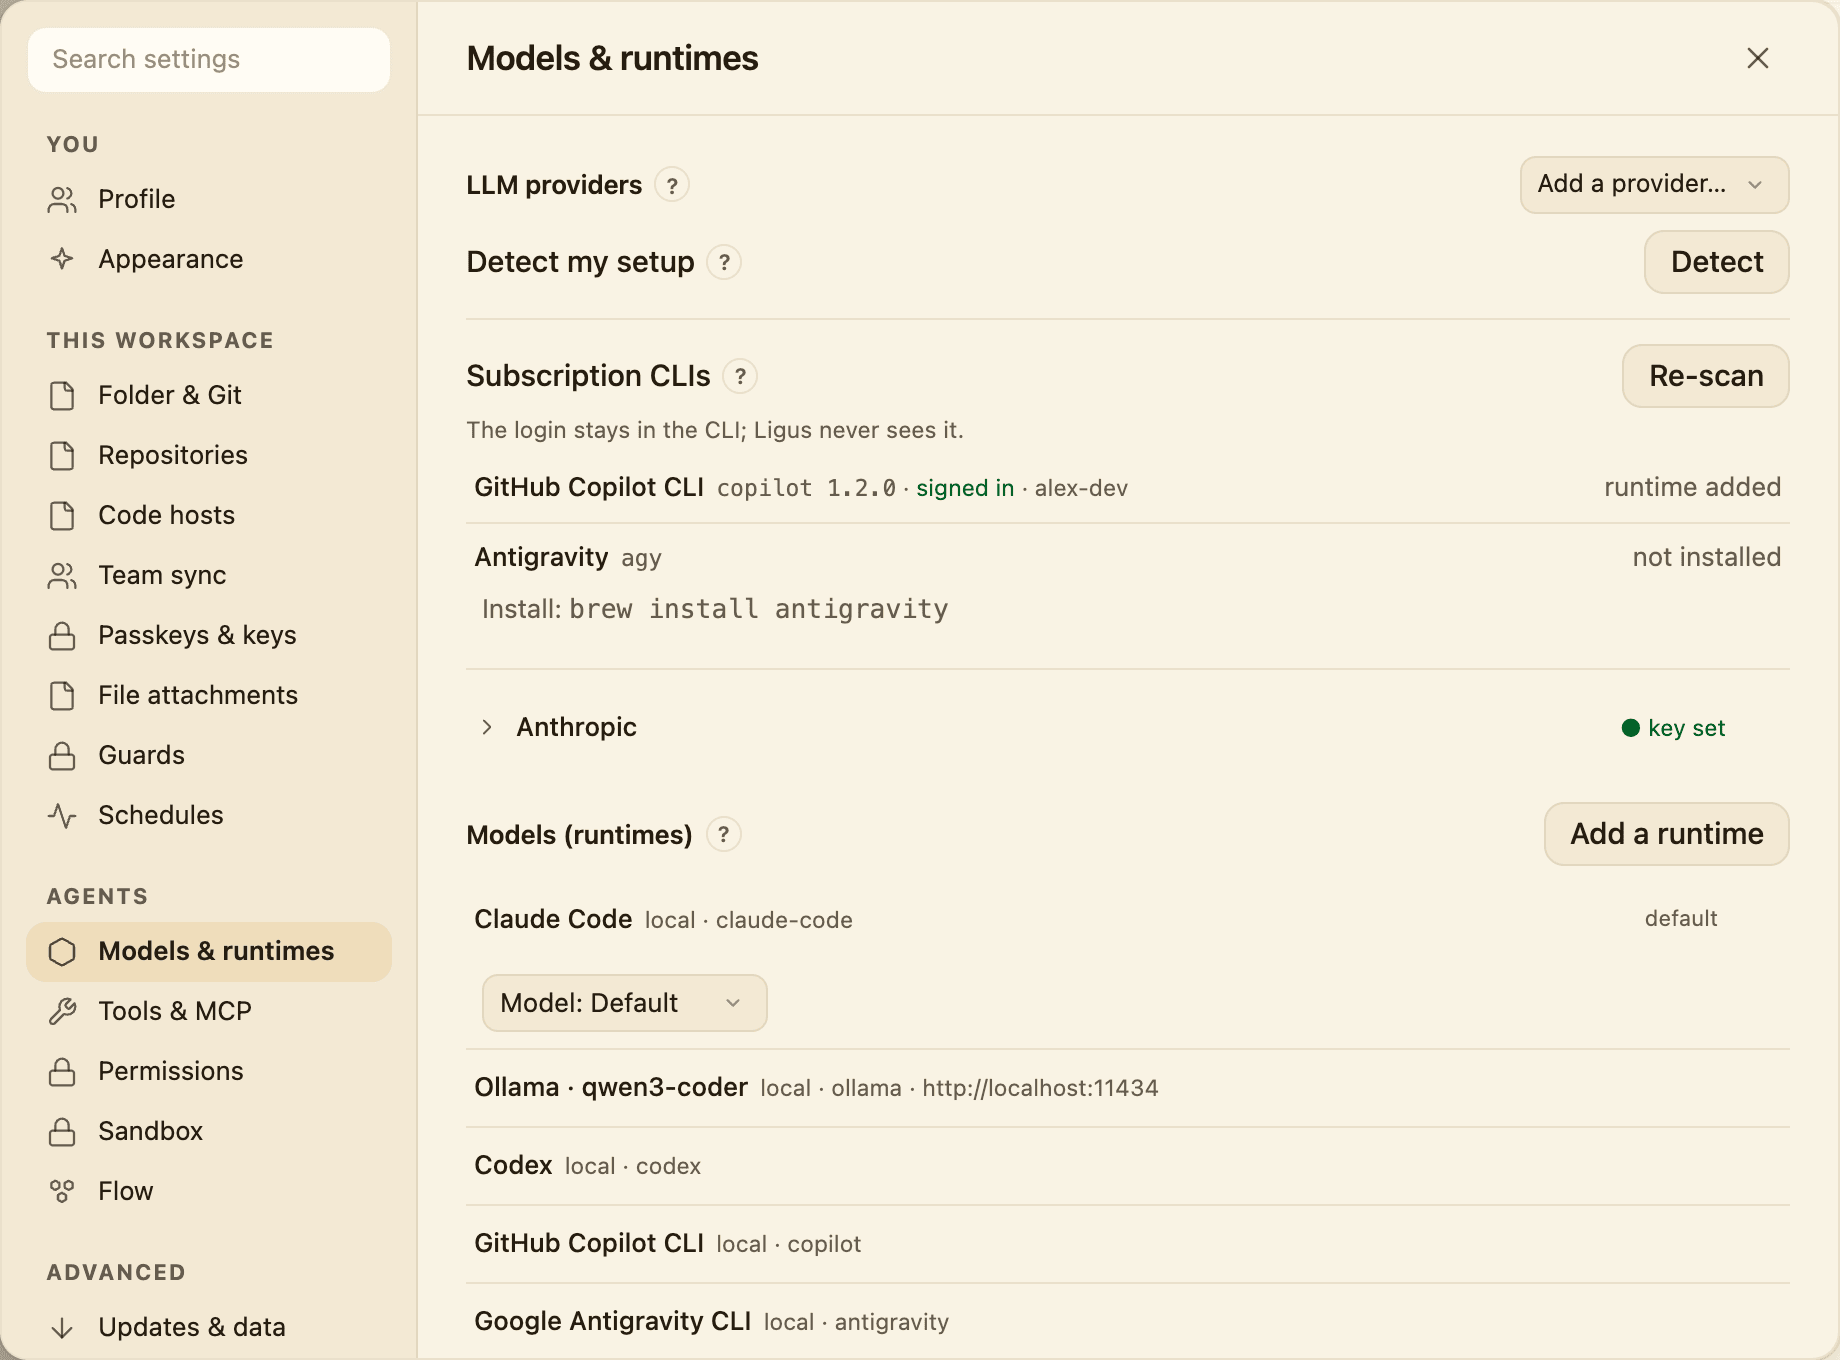 Search settings
YOU
Profile
Appearance
THIS WORKSPACE
Folder & Git
Repositories
Code hosts
Team sync
Passkeys & keys
File attachments
Guards
Schedules
AGENTS
Models & runtimes
Tools & MCP
Permissions
Sandbox
Flow
ADVANCED
Updates & data
Models & runtimes
LLM providers ? Add a provider...
Detect my setup ? Detect
Subscription CLIs ? Re-scan
The login stays in the CLI; Ligus never sees it.
GitHub Copilot CLI copilot 1.2.0 · signed in · alex-dev runtime added
Antigravity agy not installed
Install: brew install antigravity
Anthropic key set
Models (runtimes) ? Add a runtime
Claude Code local · claude-code default
Model: Default
Ollama · qwen3-coder local · ollama · http://localhost:11434
Codex local · codex
GitHub Copilot CLI local · copilot
Google Antigravity CLI local · antigravity